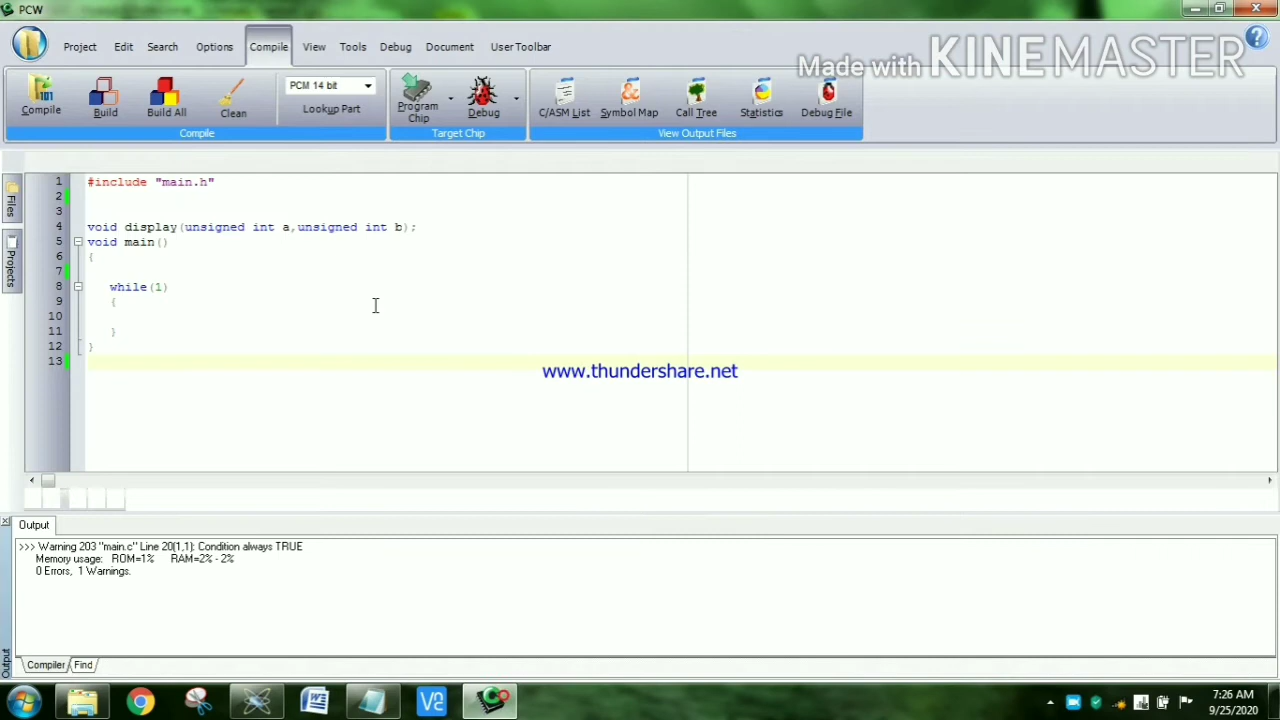 PCW
Made with KINEMASTER
Project Edit Search Options Compile View Tools Debug Document User Toolbar
Compile Build Build All Clean
PCM 14 bit
Lookup Part
Program Chip
Debug
C/ASM List Symbol Map Call Tree Statistics Debug File
Compile Target Chip View Output Files
Files
Projects
1 #include "main.h"
2
3
4 void display(unsigned int a,unsigned int b);
5 void main()
6 {
7
8 while(1)
9 {
10
11 }
12 }
13
www.thundershare.net
Output
>>> Warning 203 "main.c" Line 20(1,1): Condition always TRUE
Memory usage: ROM=1% RAM=2% - 2%
0 Errors, 1 Warnings.
Output
Compiler Find
7:26 AM
9/25/2020